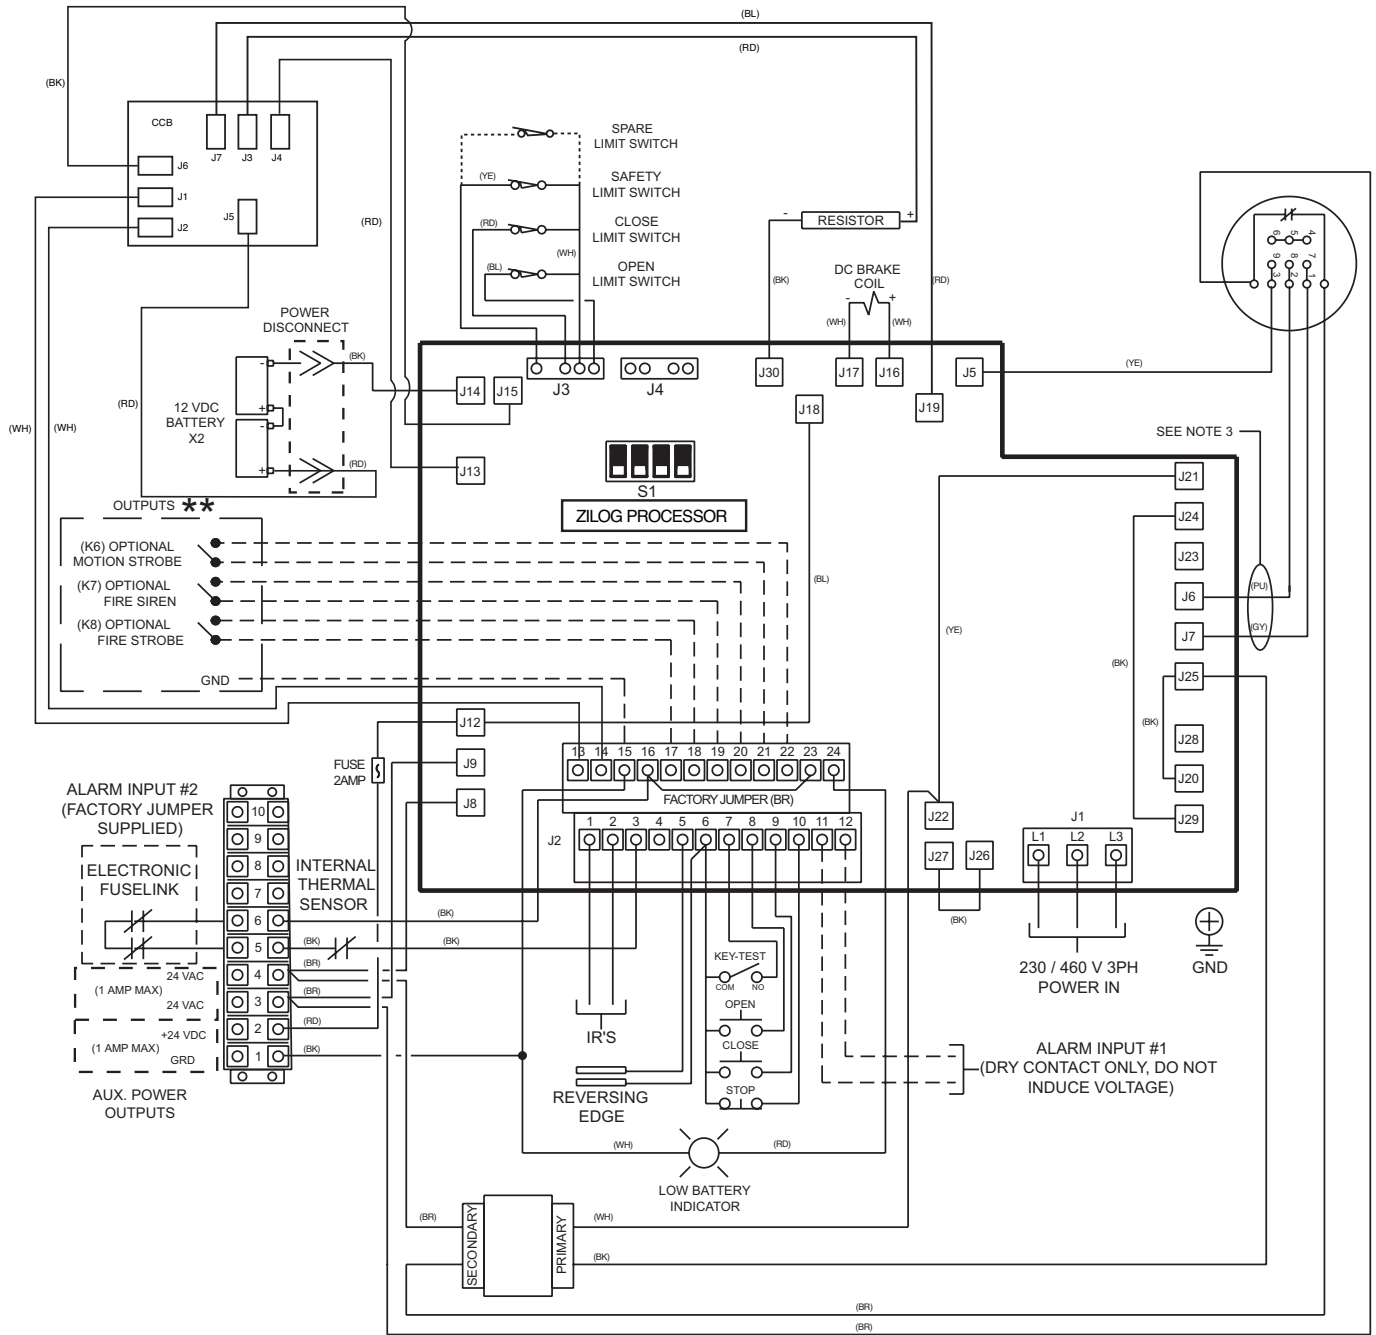 (BL)
(RD)
(BK)
CCB
J7 J3 J4
J6
J1
J2
J5
(RD)
SPARE
LIMIT SWITCH
(YE)
SAFETY
LIMIT SWITCH
(RD)
CLOSE
LIMIT SWITCH
(WH)
(BL)
OPEN
LIMIT SWITCH
- RESISTOR +
(BK)
DC BRAKE
COIL
- +
(WH) (WH)
(RD)
6 5 4
9 8 7
3 2 1
POWER
DISCONNECT
(BK)
-
+
12 VDC
BATTERY
X2
-
+
(RD)
(RD)
(WH) (WH)
J14 J15
J13
J3
J4
J30
J17 J16
J18
J19
J5
(YE)
SEE NOTE 3
S1
ZILOG PROCESSOR
J21
J24
J23
J6
(PU)
J7
(GY)
J25
(BK)
(BK)
J28
J20
J29
(YE)
(BL)
OUTPUTS **
(K6) OPTIONAL
MOTION STROBE
(K7) OPTIONAL
FIRE SIREN
(K8) OPTIONAL
FIRE STROBE
GND
J12
J9
J8
FUSE
2AMP
13 14 15 16 17 18 19 20 21 22 23 24
FACTORY JUMPER (BR)
J2
1 2 3 4 5 6 7 8 9 10 11 12
J22
J27 J26
(BK)
J1
L1 L2 L3
230 / 460 V 3PH
POWER IN
GND
ALARM INPUT #2
(FACTORY JUMPER
SUPPLIED)
ELECTRONIC
FUSELINK
10
9
8
7
6
5
4
3
2
1
INTERNAL
THERMAL
SENSOR
(BK)
(BK) (BK)
(BR)
(BR)
(RD)
(BK)
24 VAC
(1 AMP MAX)
24 VAC
+24 VDC
(1 AMP MAX)
GRD
AUX. POWER
OUTPUTS
IR'S
REVERSING
EDGE
KEY-TEST
COM NO
OPEN
CLOSE
STOP
ALARM INPUT #1
(DRY CONTACT ONLY, DO NOT
INDUCE VOLTAGE)
(WH) (RD)
LOW BATTERY
INDICATOR
(BR)
SECONDARY
PRIMARY
(WH)
(BK)
(BR)
(BR)